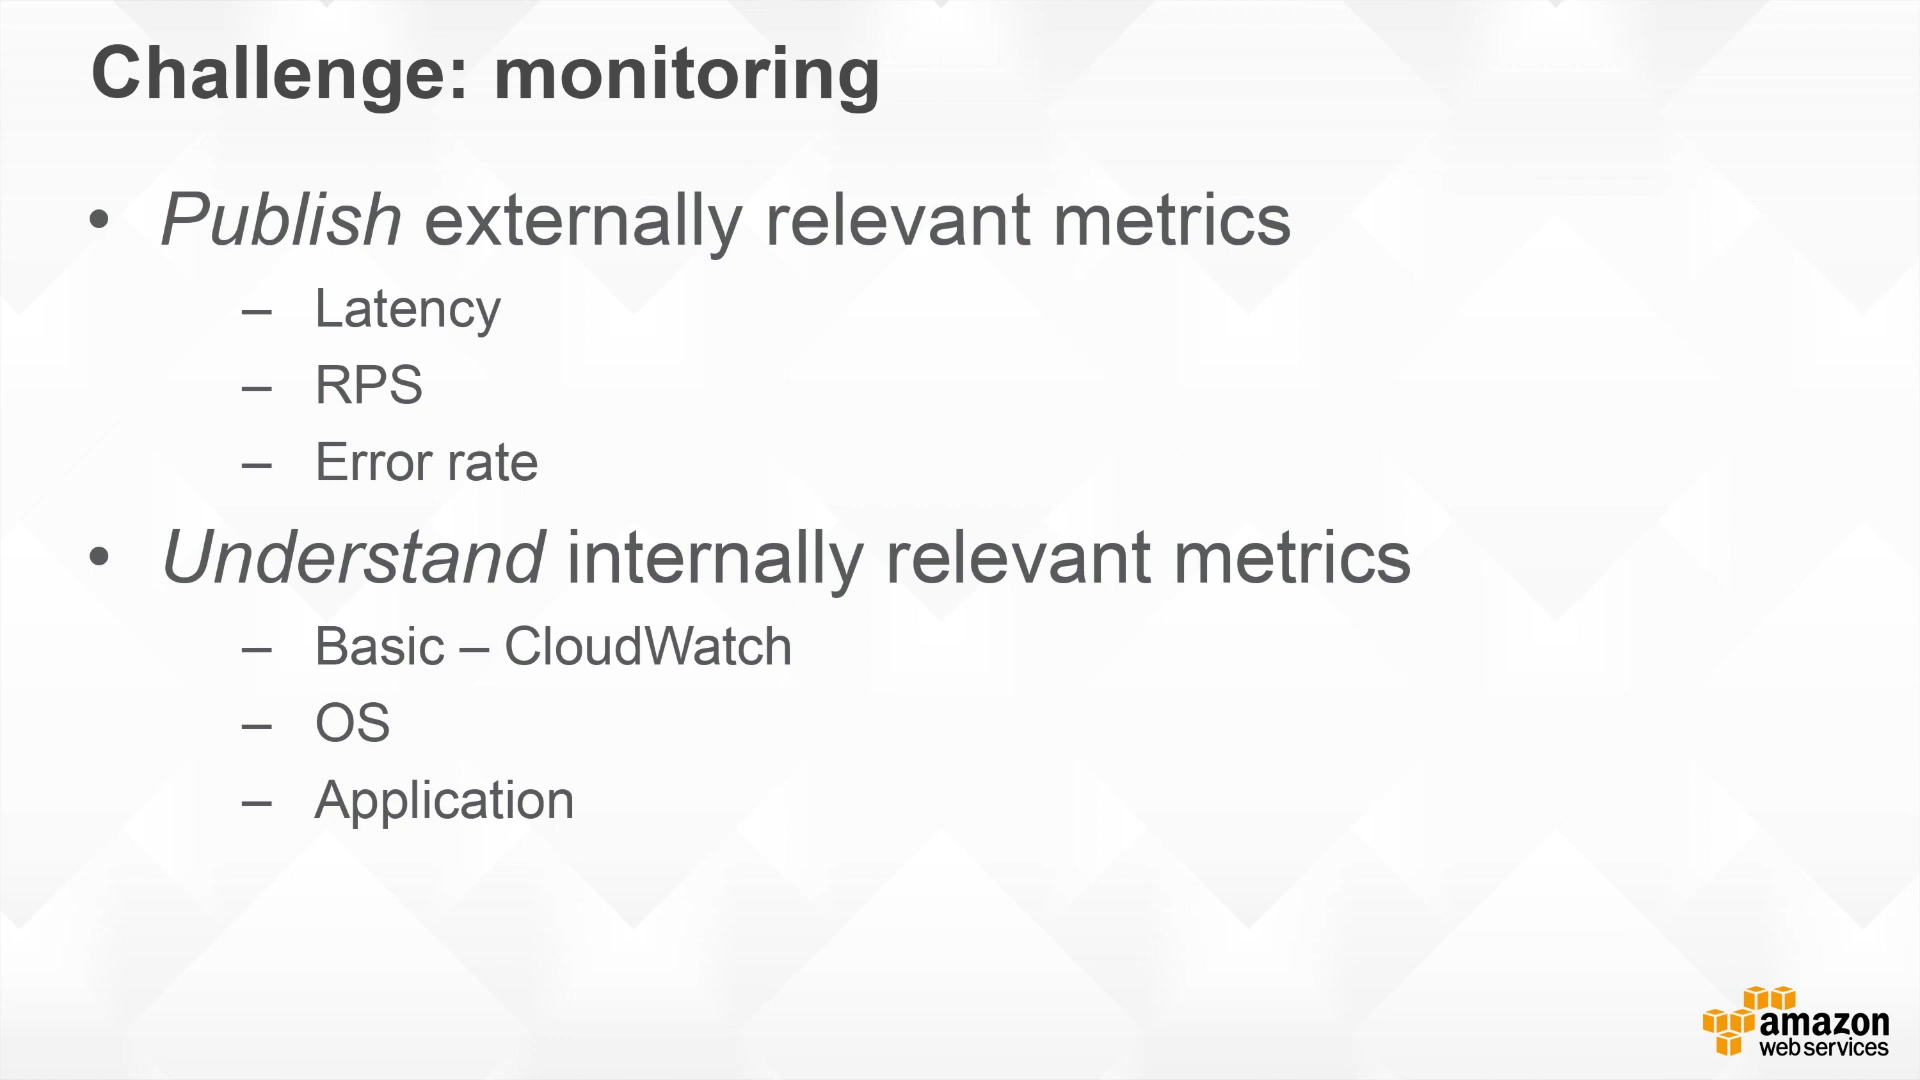 Challenge: monitoring
• Publish externally relevant metrics
– Latency
– RPS
– Error rate
• Understand internally relevant metrics
– Basic – CloudWatch
– OS
– Application
amazon
web services